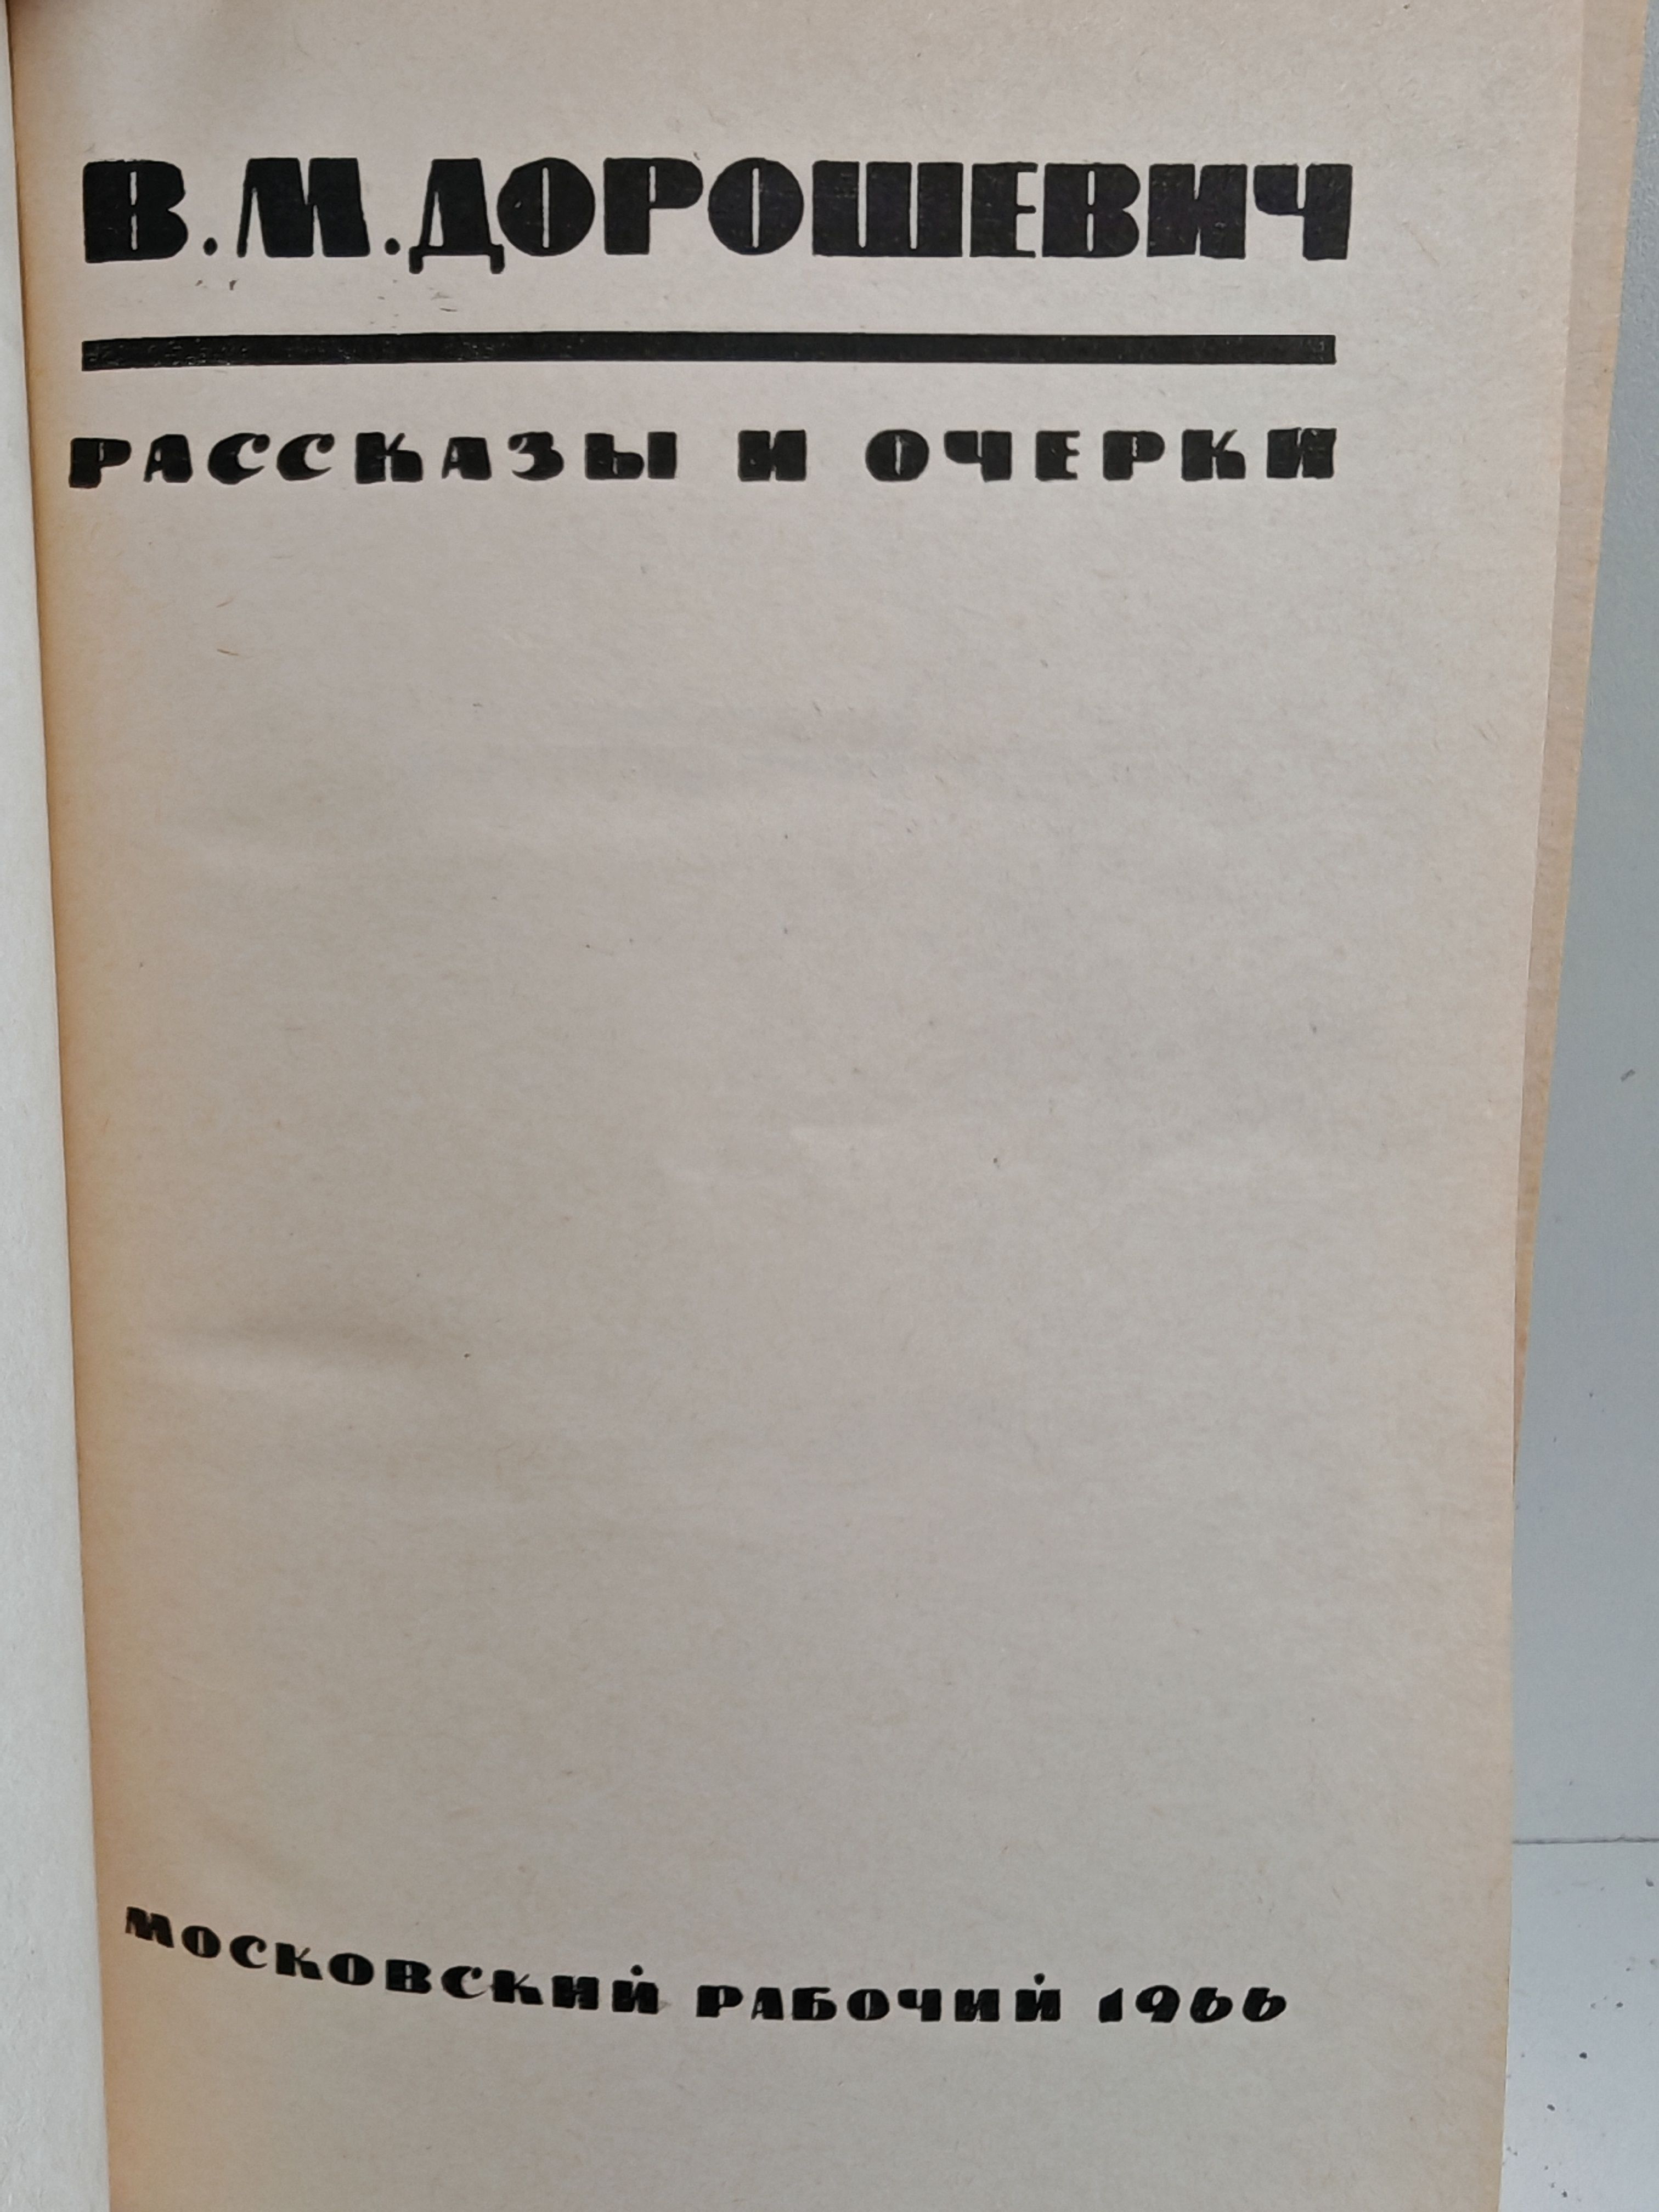 В.М.ДОРОШЕВИЧ
РАССКАЗЫ И ОЧЕРКИ
МОСКОВСКИЙ РАБОЧИЙ 1966